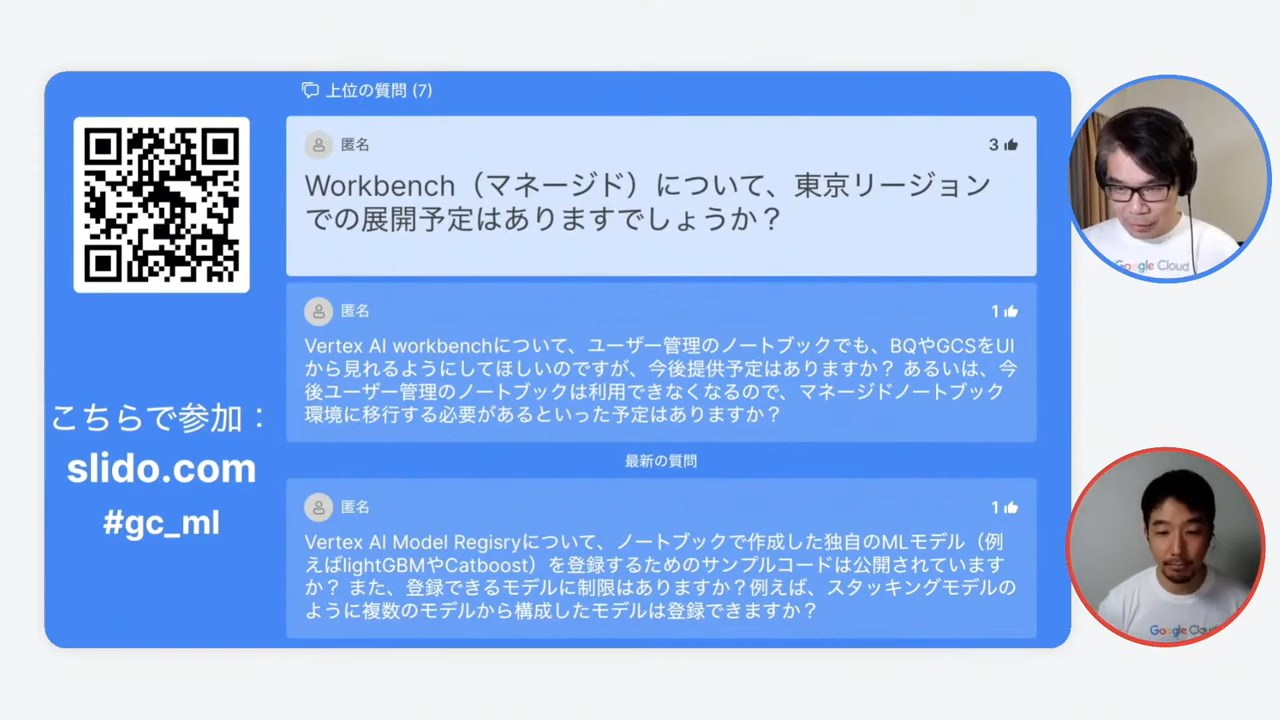 上位の質問 (7)
匿名
3
Workbench（マネージド）について、東京リージョン
での展開予定はありますでしょうか？
匿名
1
Vertex AI workbenchについて、ユーザー管理のノートブックでも、BQやGCSをUI
から見れるようにしてほしいのですが、今後提供予定はありますか？ あるいは、今
後ユーザー管理のノートブックは利用できなくなるので、マネージドノートブック
環境に移行する必要があるといった予定はありますか？
最新の質問
匿名
1
Vertex AI Model Regisryについて、ノートブックで作成した独自のMLモデル（例
えばlightGBMやCatboost）を登録するためのサンプルコードは公開されています
か？ また、登録できるモデルに制限はありますか？例えば、スタッキングモデルの
ように複数のモデルから構成したモデルは登録できますか？
こちらで参加：
slido.com
#gc_ml
Google Cloud
Google Cloud